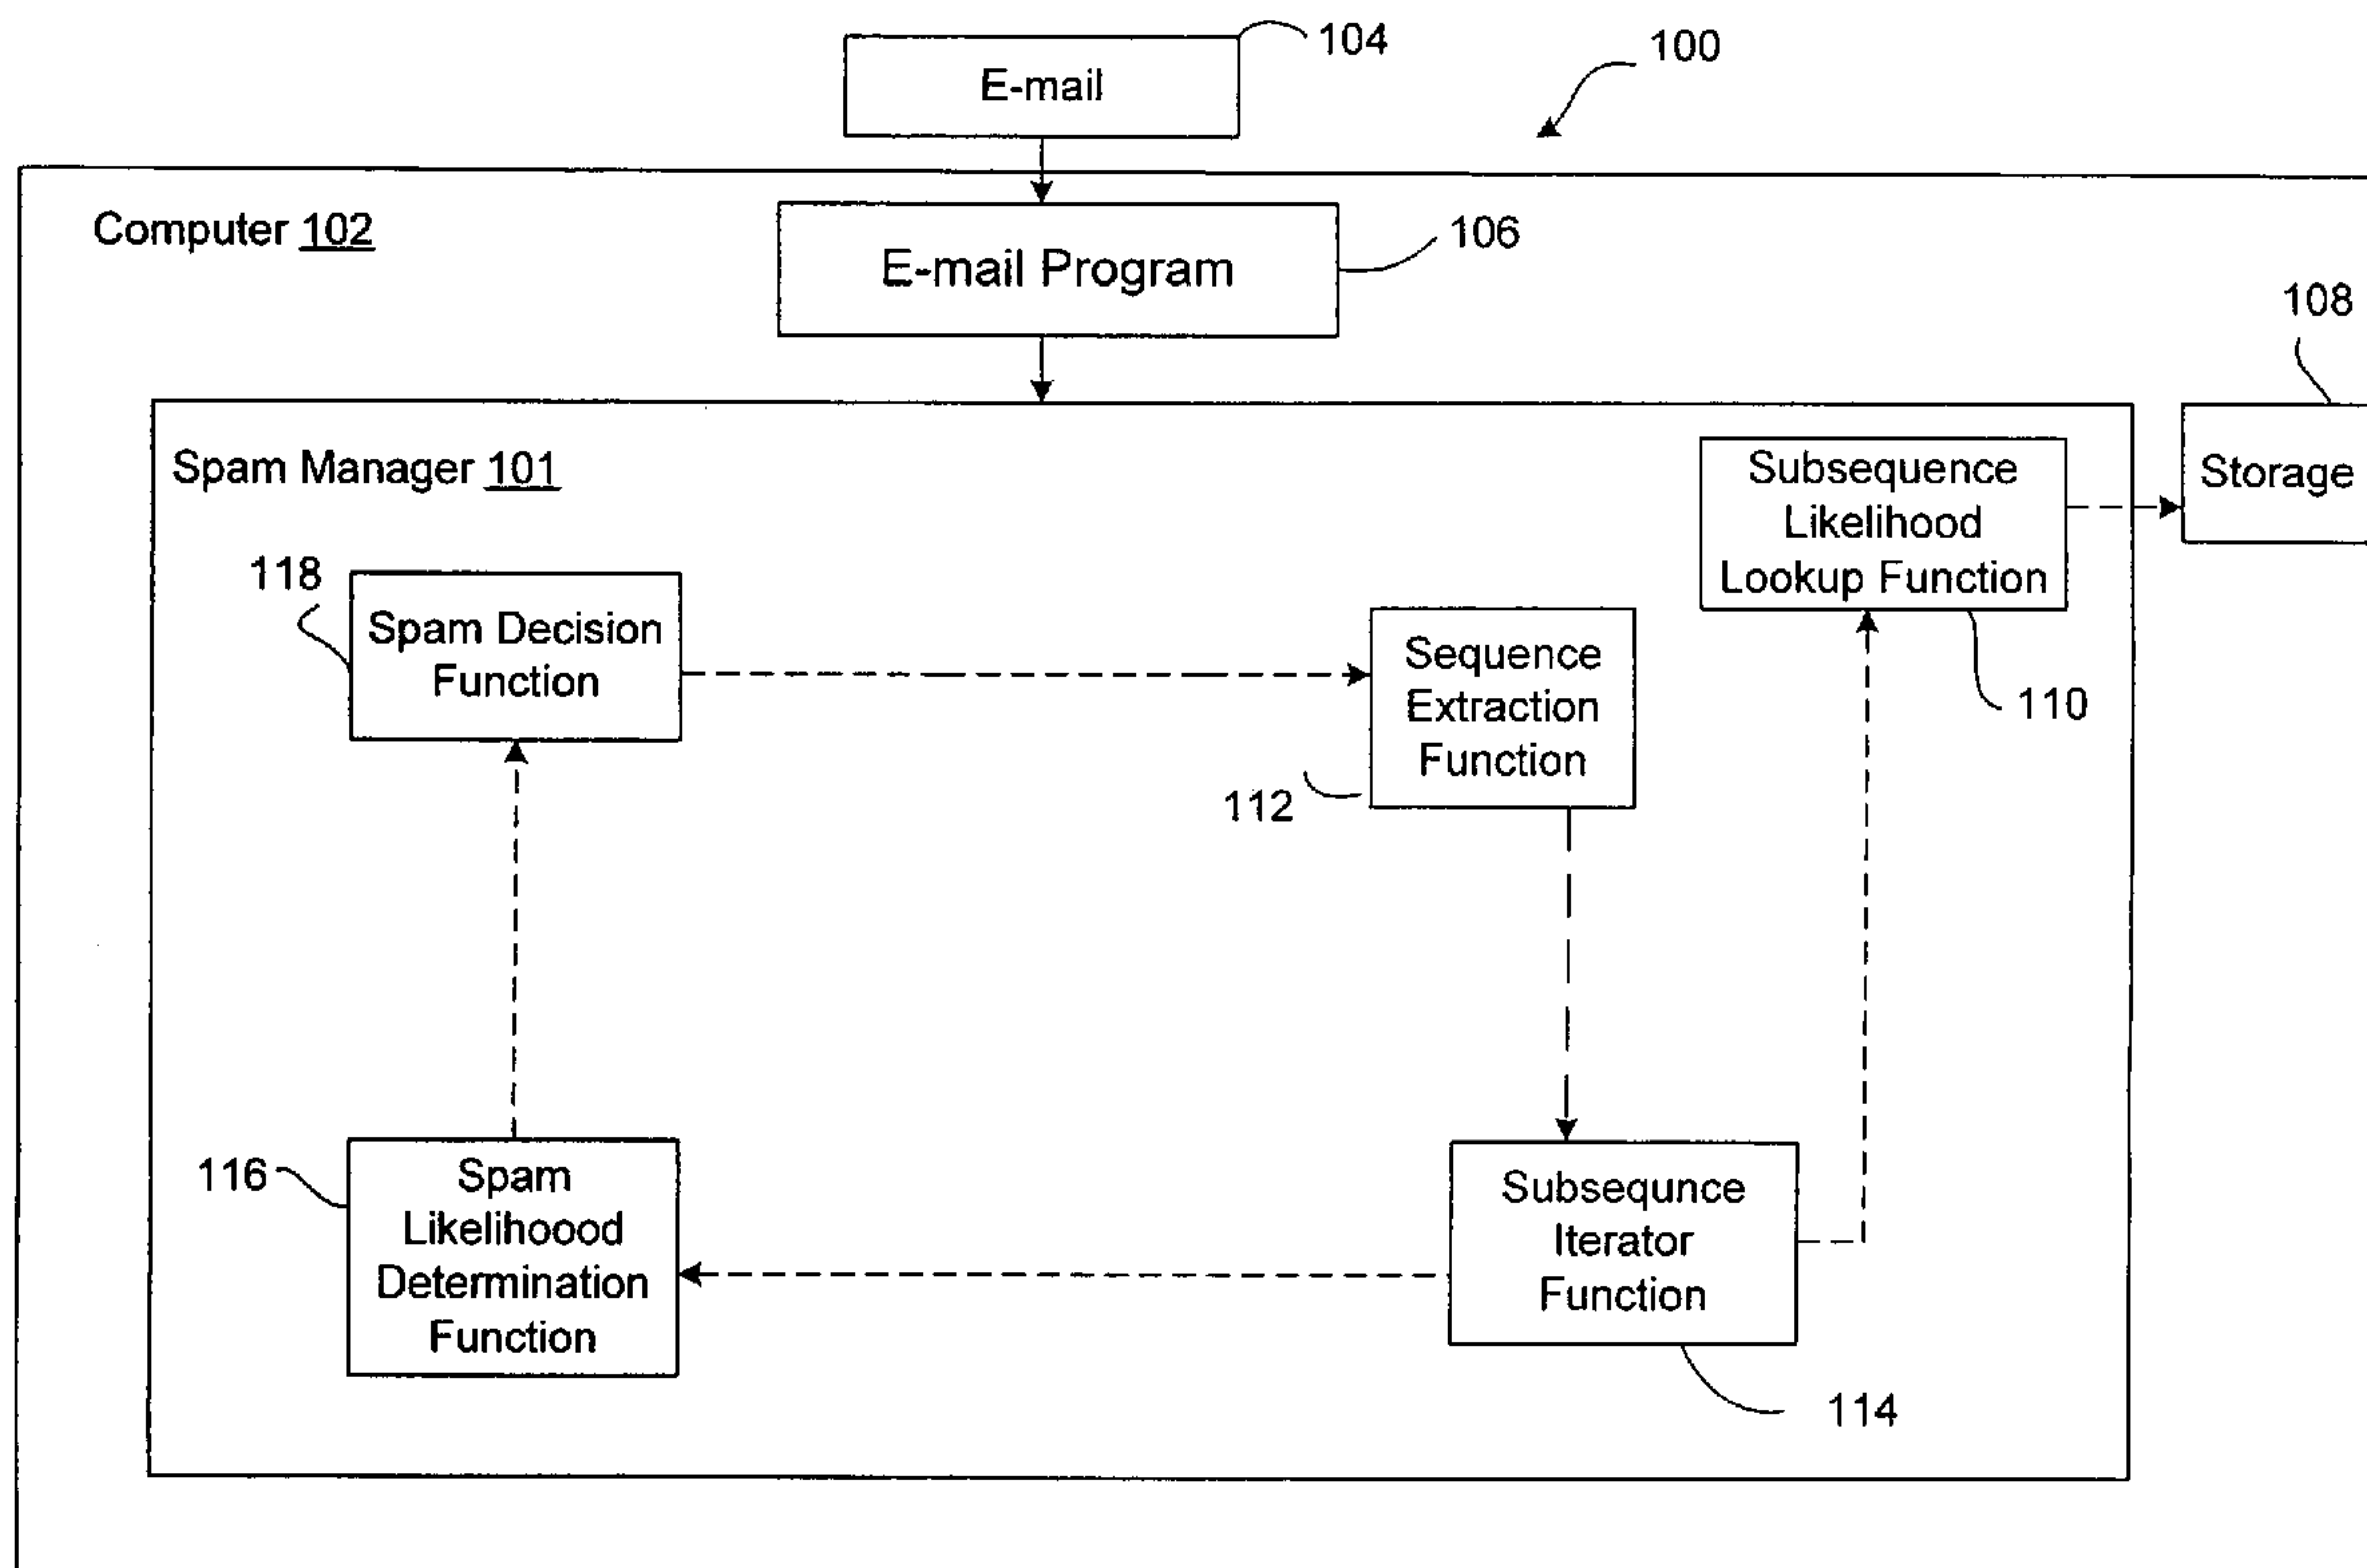 E-mail
104
100
Computer 102
E-mail Program
106
108
Storage
Spam Manager 101
Subsequence
Likelihood
Lookup Function
110
118
Spam Decision
Function
Sequence
Extraction
Function
112
116
Spam
Likelihoood
Determination
Function
Subsequnce
Iterator
Function
114